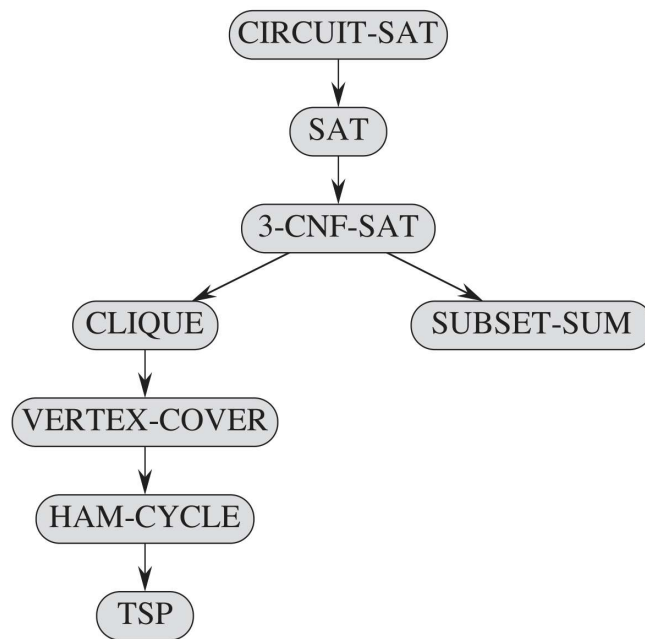 CIRCUIT-SAT
SAT
3-CNF-SAT
CLIQUE
SUBSET-SUM
VERTEX-COVER
HAM-CYCLE
TSP